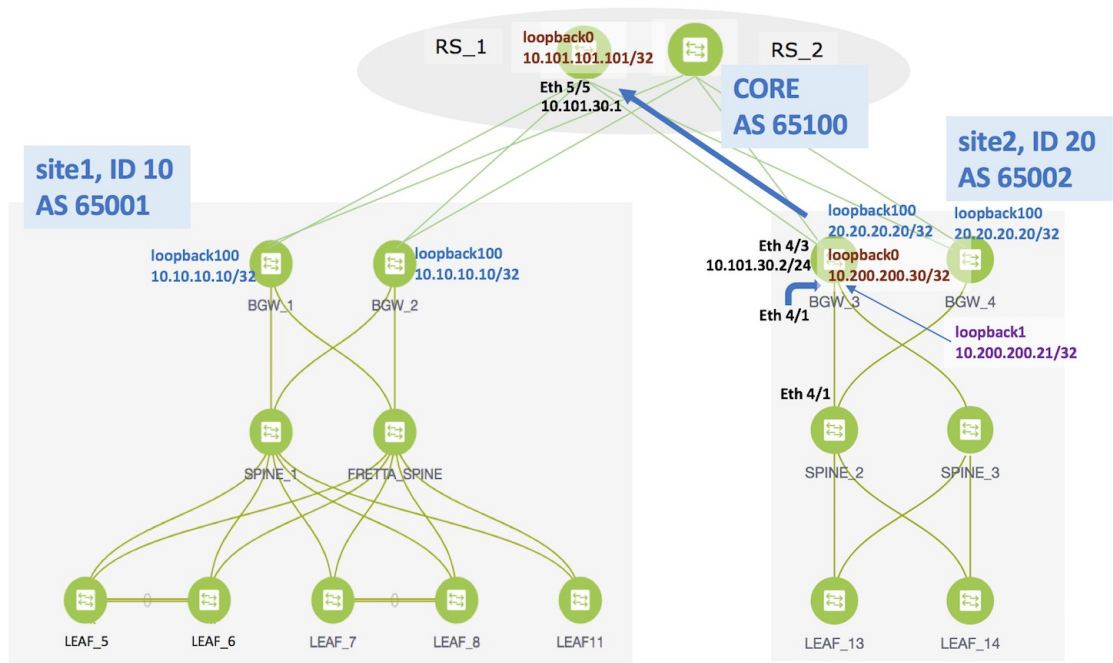 RS_1
loopback0
10.101.101.101/32
RS_2
Eth 5/5
10.101.30.1
CORE
AS 65100
site1, ID 10
AS 65001
site2, ID 20
AS 65002
loopback100
10.10.10.10/32
loopback100
10.10.10.10/32
loopback100
20.20.20.20/32
loopback100
20.20.20.20/32
Eth 4/3
10.101.30.2/24
loopback0
10.200.200.30/32
BGW_1
BGW_2
BGW_3
BGW_4
Eth 4/1
loopback1
10.200.200.21/32
Eth 4/1
SPINE_1
FRETTA_SPINE
SPINE_2
SPINE_3
LEAF_5
LEAF_6
LEAF_7
LEAF_8
LEAF11
LEAF_13
LEAF_14